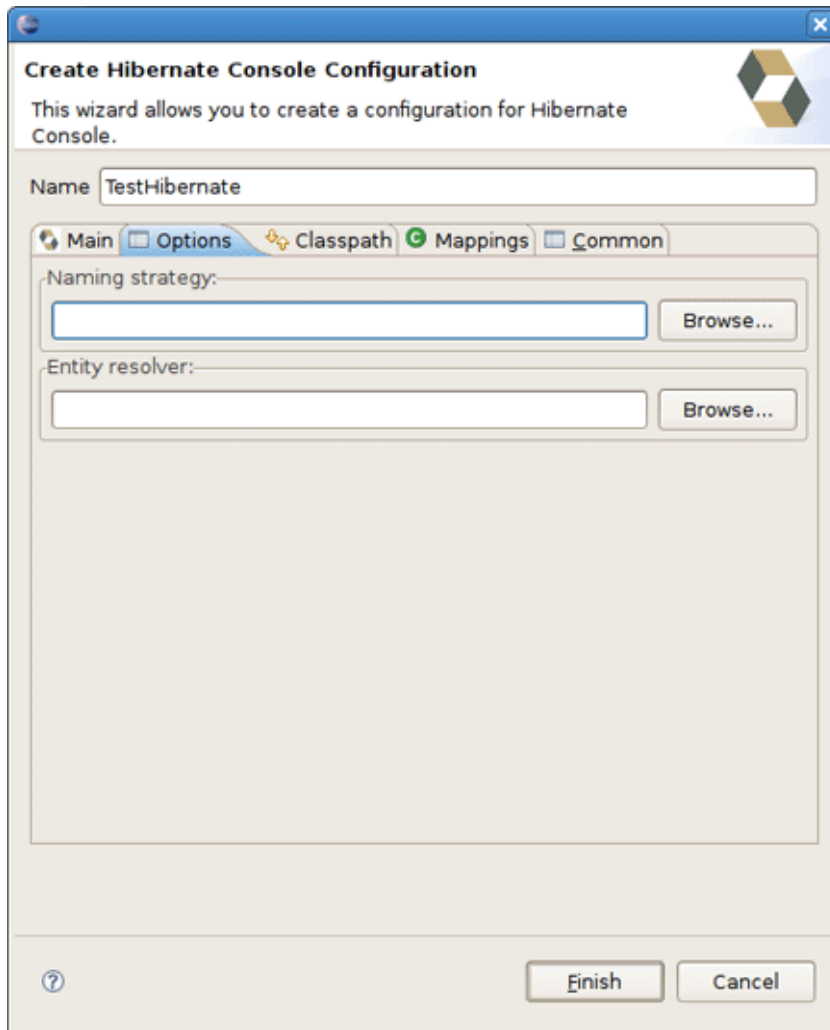 Create Hibernate Console Configuration
This wizard allows you to create a configuration for Hibernate
Console.
Name TestHibernate
Main Options Classpath C Mappings Common
Naming strategy:
Browse...
Entity resolver:
Browse...
? Finish Cancel